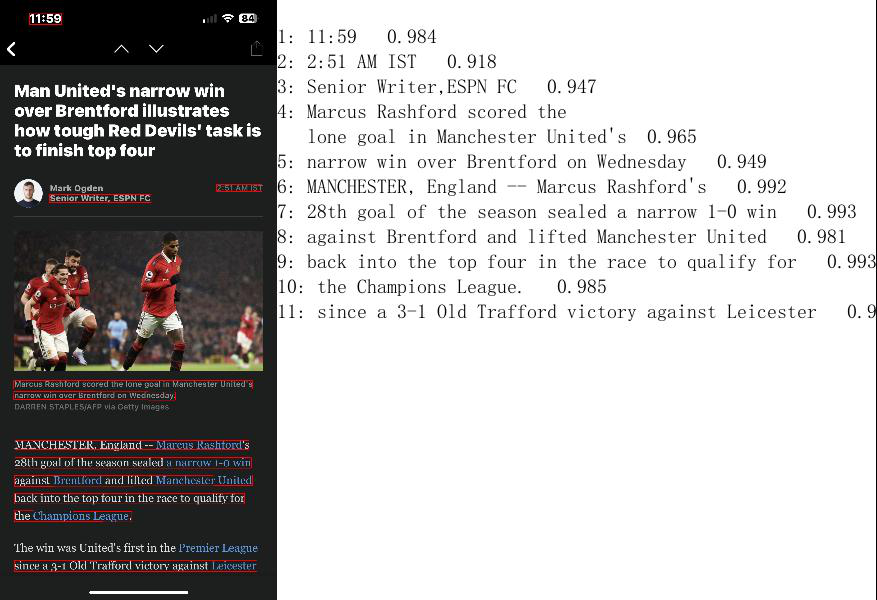 11:59
84
Man United's narrow win
over Brentford illustrates
how tough Red Devils' task is
to finish top four
Mark Ogden
Senior Writer, ESPN FC
2:51 AM IST
Marcus Rashford scored the lone goal in Manchester United's
narrow win over Brentford on Wednesday.
DARREN STAPLES/AFP via Getty Images
MANCHESTER, England -- Marcus Rashford's
28th goal of the season sealed a narrow 1-0 win
against Brentford and lifted Manchester United
back into the top four in the race to qualify for
the Champions League.
The win was United's first in the Premier League
since a 3-1 Old Trafford victory against Leicester
1: 11:59 0.984
2: 2:51 AM IST 0.918
3: Senior Writer,ESPN FC 0.947
4: Marcus Rashford scored the
lone goal in Manchester United's 0.965
5: narrow win over Brentford on Wednesday 0.949
6: MANCHESTER, England -- Marcus Rashford's 0.992
7: 28th goal of the season sealed a narrow 1-0 win 0.993
8: against Brentford and lifted Manchester United 0.981
9: back into the top four in the race to qualify for 0.993
10: the Champions League. 0.985
11: since a 3-1 Old Trafford victory against Leicester 0.9